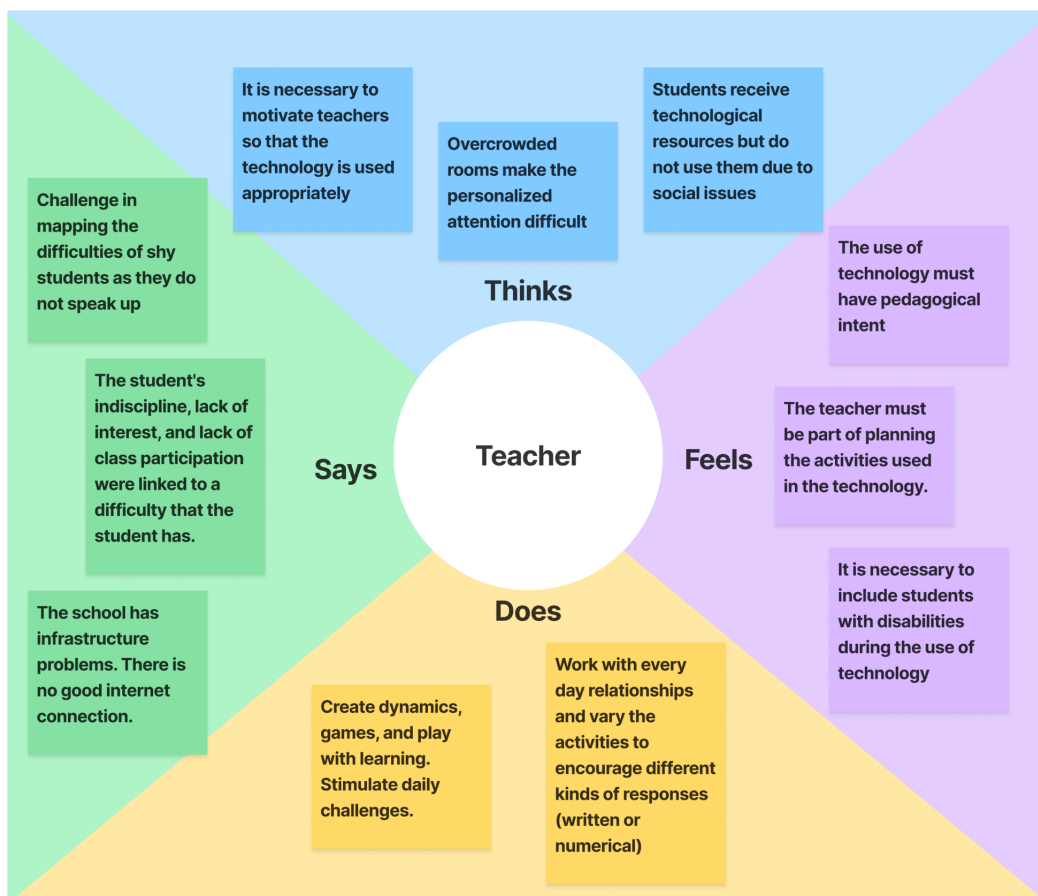 It is necessary to
motivate teachers
so that the
technology is used
appropriately
Overcrowded
rooms make the
personalized
attention difficult
Students receive
technological
resources but do
not use them due to
social issues
Thinks
Challenge in
mapping the
difficulties of shy
students as they do
not speak up
The student's
indiscipline, lack of
interest, and lack of
class participation
were linked to a
difficulty that the
student has.
The school has
infrastructure
problems. There is
no good internet
connection.
Says
Teacher
Feels
The use of
technology must
have pedagogical
intent
The teacher must
be part of planning
the activities used
in the technology.
It is necessary to
include students
with disabilities
during the use of
technology
Does
Create dynamics,
games, and play
with learning.
Stimulate daily
challenges.
Work with every
day relationships
and vary the
activities to
encourage different
kinds of responses
(written or
numerical)